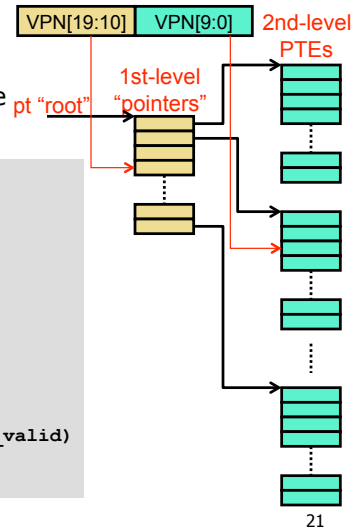 VPN[19:10] VPN[9:0] 2nd-level
PTEs
1st-level
e pt “root” “pointers”
_valid)
21